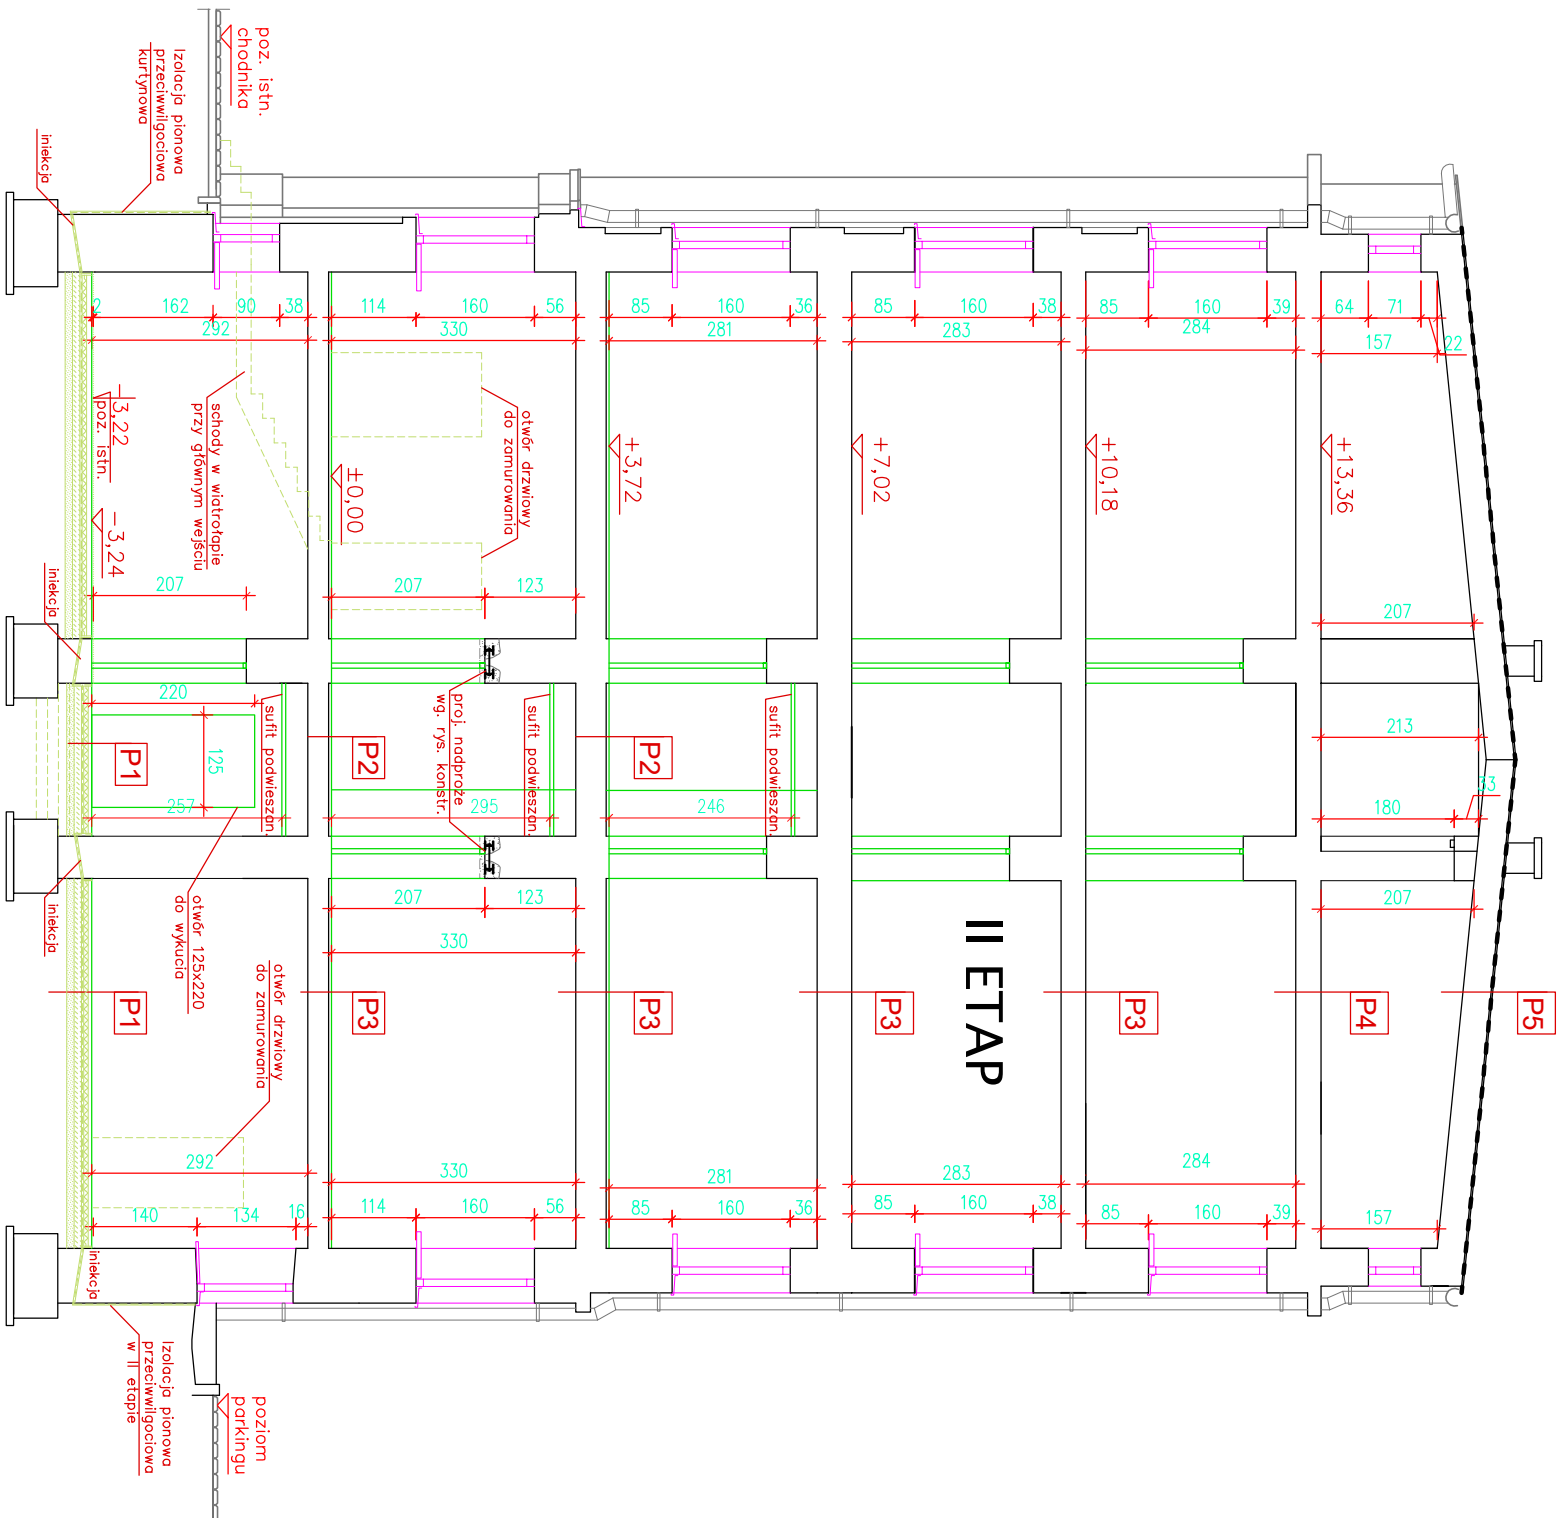 poz. istn.
chodnika
Izolacja pionowa
przeciwwilgociowa
kurtynowa
iniekcja
2
162
90
38
292
114
160
56
330
85
160
36
281
85
160
38
283
85
160
39
284
64
71
22
157
-3,22
poz. istn.
-3,24
schody w wiatrołapie
przy głównym wejściu
±0,00
otwór drzwiowy
do zamurowania
+3,72
+7,02
+10,18
+13,36
iniekcja
207
207
123
207
220
125
257
sufit podwieszan.
P1
P2
proj. nadproże
wg. rys. konstr.
295
sufit podwieszan.
P2
246
sufit podwieszan.
213
180
33
iniekcja
otwór 125x220
do wykucia
207
123
330
207
II ETAP
P1
P3
P3
P3
P3
P4
P5
otwór drzwiowy
do zamurowania
292
140
134
16
330
114
160
56
281
85
160
36
283
85
160
38
284
85
160
39
157
iniekcja
Izolacja pionowa
przeciwwilgociowa
w II etapie
poziom
parkingu